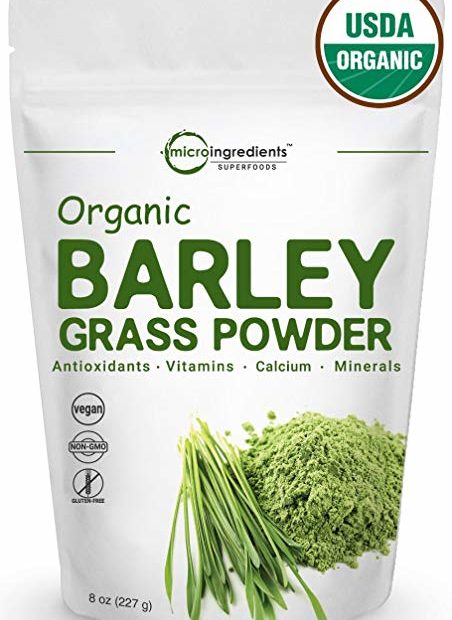 USDA
ORGANIC
microingredients™
SUPERFOODS
Organic
BARLEY
GRASS POWDER
Antioxidants · Vitamins · Calcium · Minerals
vegan
NON-GMO
GLUTEN-FREE
8 oz (227 g)